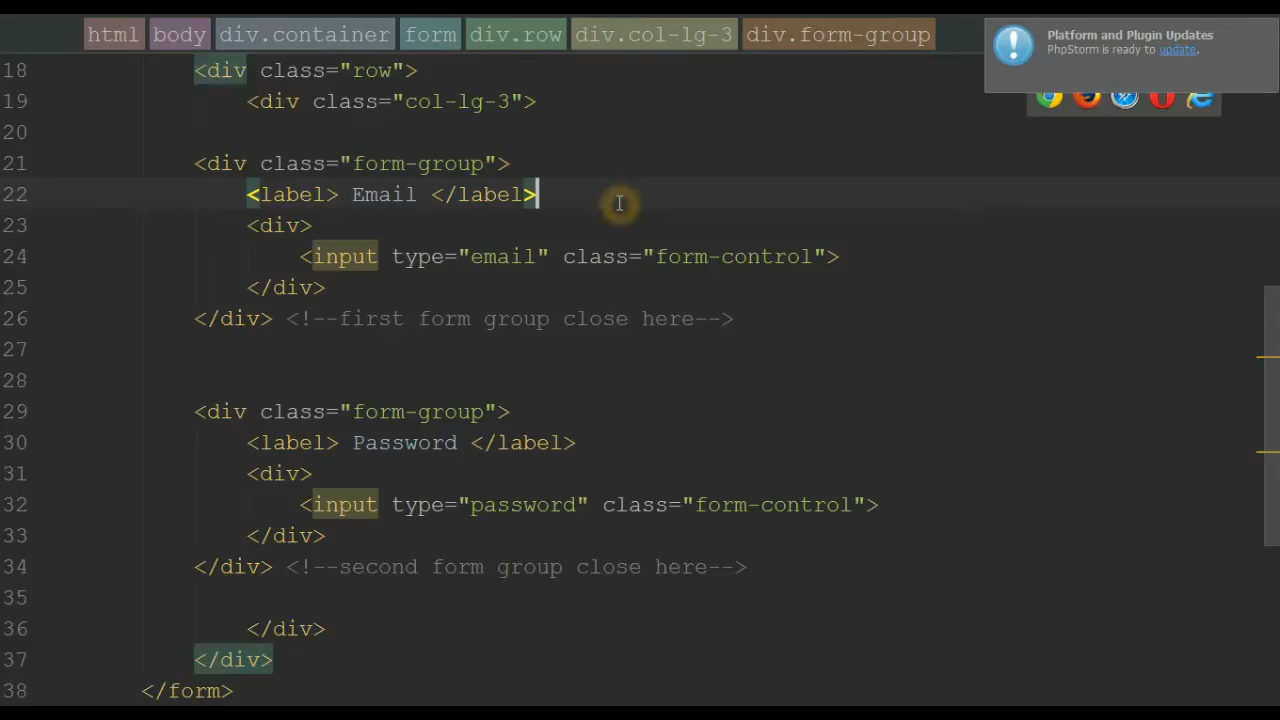 html body div.container form div.row div.col-lg-3 div.form-group
Platform and Plugin Updates
PhpStorm is ready to update.
18 <div class="row">
19 <div class="col-lg-3">
20
21 <div class="form-group">
22 <label> Email </label>
23 <div>
24 <input type="email" class="form-control">
25 </div>
26 </div> <!--first form group close here-->
27
28
29 <div class="form-group">
30 <label> Password </label>
31 <div>
32 <input type="password" class="form-control">
33 </div>
34 </div> <!--second form group close here-->
35
36 </div>
37 </div>
38 </form>